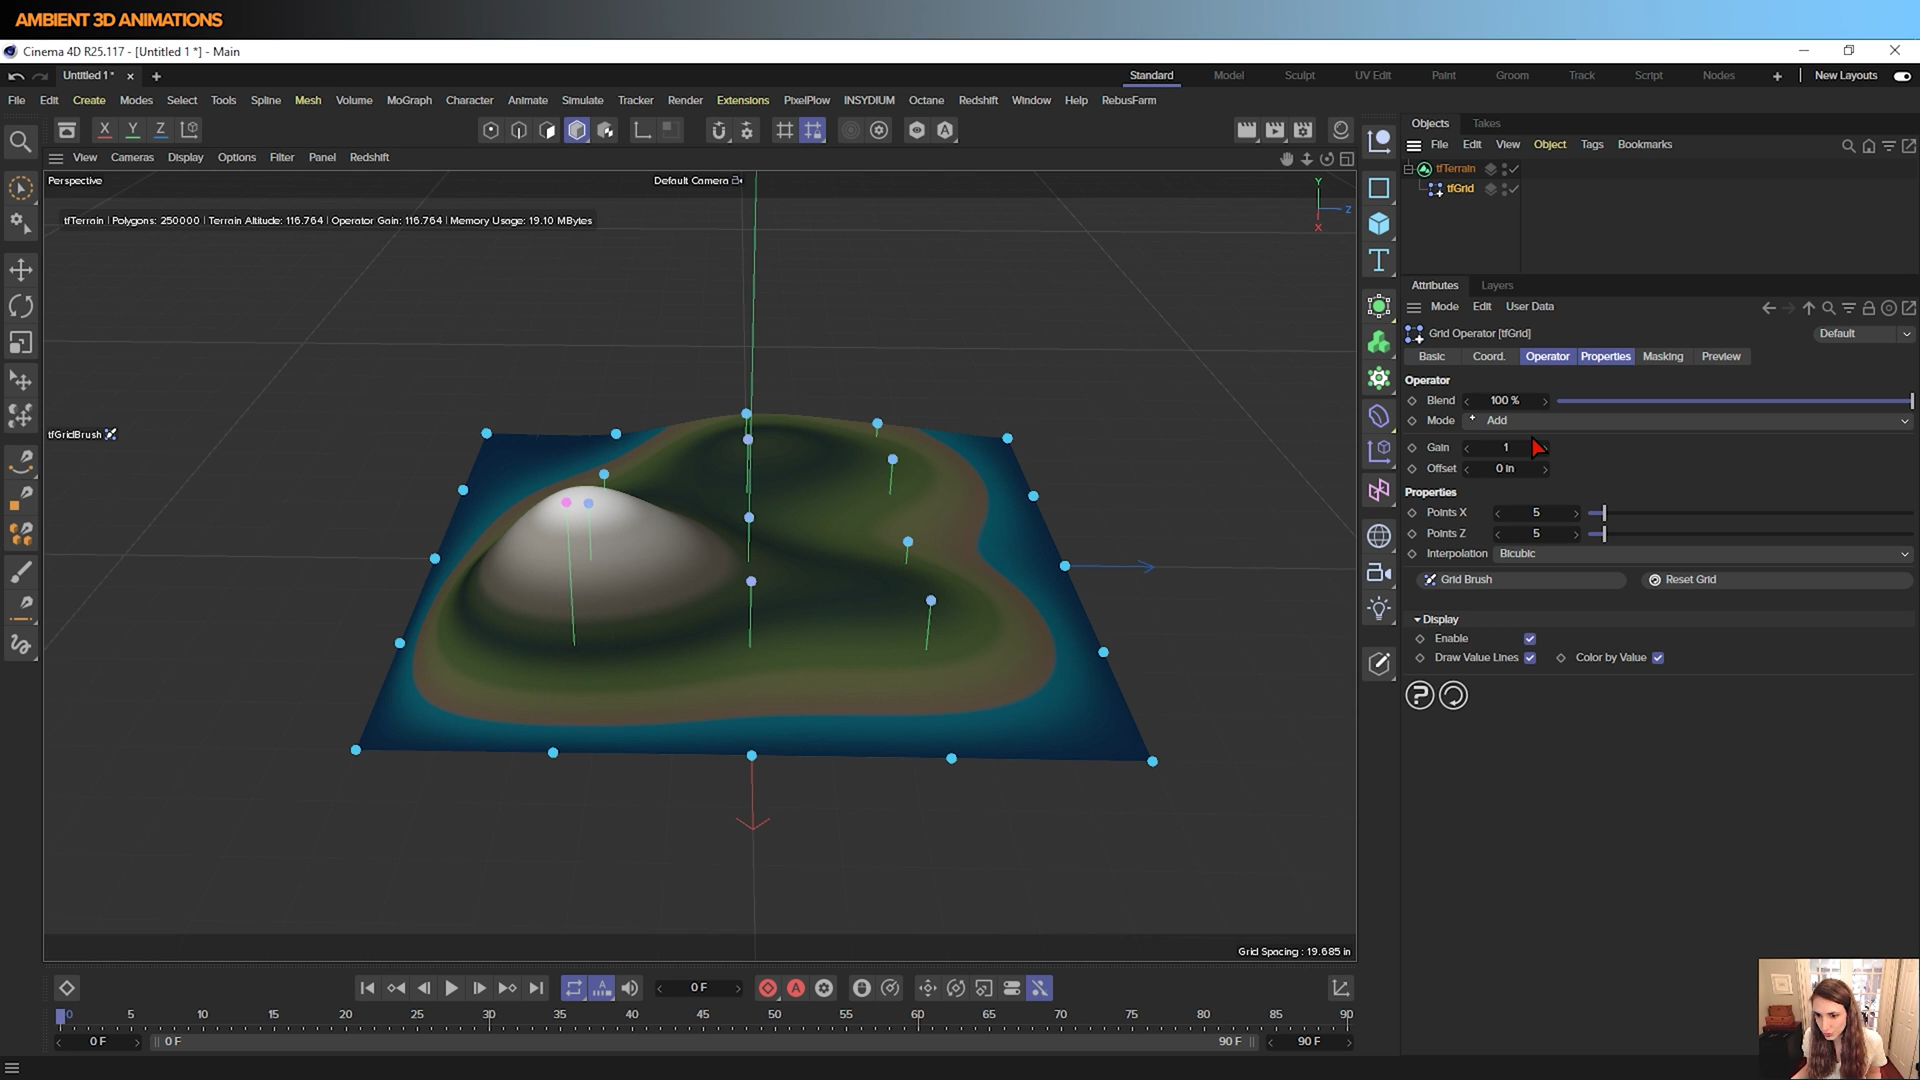 AMBIENT 3D ANIMATIONS
Cinema 4D R25.117 - [Untitled 1 *] - Main
Untitled 1 *
Standard Model Sculpt UV Edit Paint Groom Track Script Nodes New Layouts
File Edit Create Modes Select Tools Spline Mesh Volume MoGraph Character Animate Simulate Tracker Render Extensions PixelPlow INSYDIUM Octane Redshift Window Help RebusFarm
X Y Z
View Cameras Display Options Filter Panel Redshift
Perspective
Default Camera
tfTerrain | Polygons: 250000 | Terrain Altitude: 116.764 | Operator Gain: 116.764 | Memory Usage: 19.10 MBytes
Y
Z
X
tfGridBrush
Grid Spacing : 19.685 in
Objects Takes
File Edit View Object Tags Bookmarks
tfTerrain
tfGrid
Attributes Layers
Mode Edit User Data
Grid Operator [tfGrid]
Default
Basic Coord. Operator Properties Masking Preview
Operator
Blend 100 %
Mode Add
Gain 1
Offset 0 in
Properties
Points X 5
Points Z 5
Interpolation Bicubic
Grid Brush Reset Grid
Display
Enable
Draw Value Lines Color by Value
0 F
0 5 10 15 20 25 30 35 40 45 50 55 60 65 70 75 80 85 90
0 F 0 F 90 F 90 F